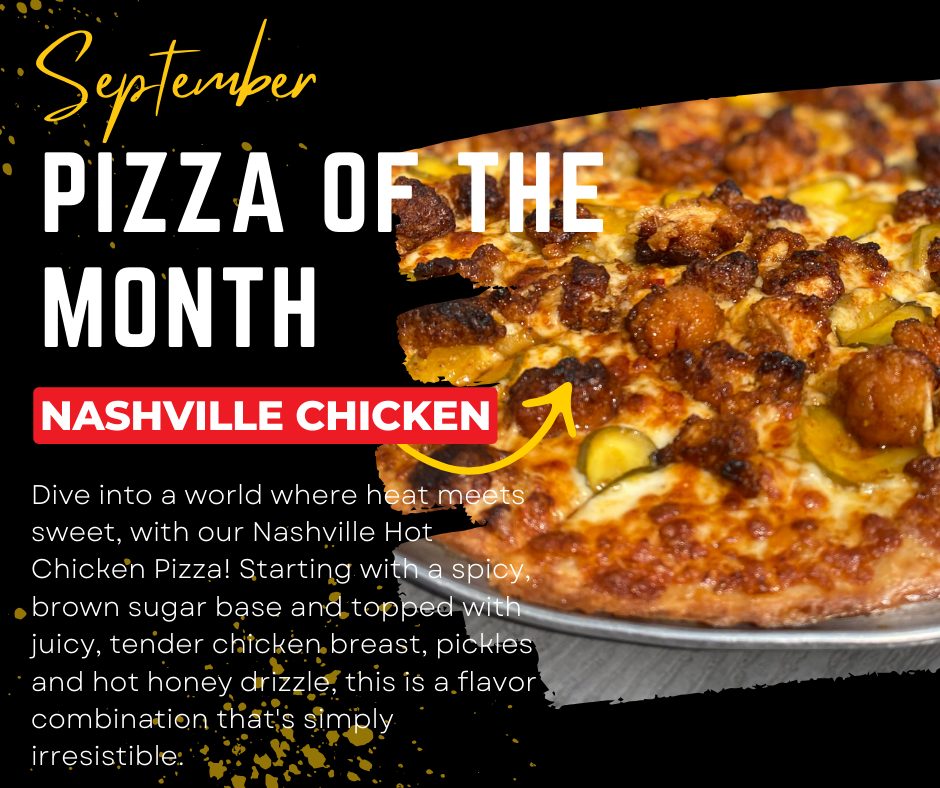 September
PIZZA OF THE
MONTH
NASHVILLE CHICKEN
Dive into a world where heat meets
sweet, with our Nashville Hot
Chicken Pizza! Starting with a spicy,
brown sugar base and topped with
juicy, tender chicken breast, pickles
and hot honey drizzle, this is a flavor
combination that's simply
irresistible.